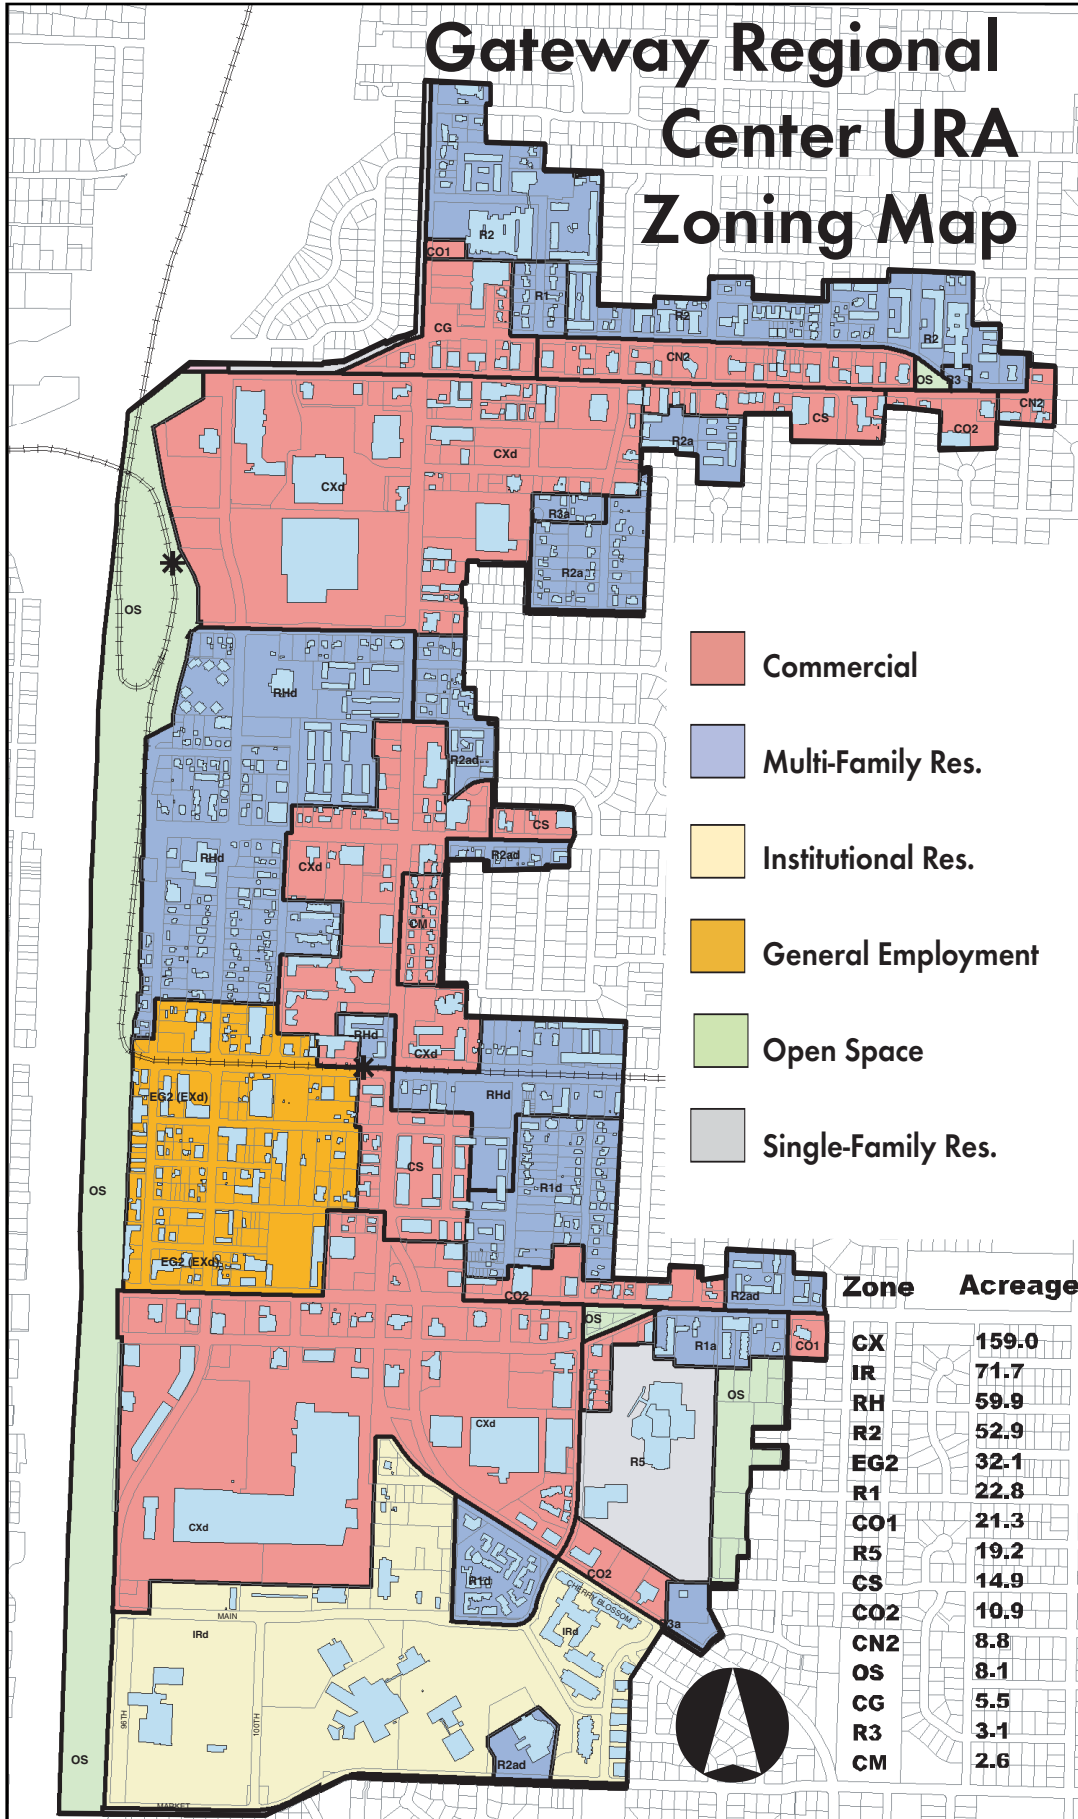 Gateway Regional
Center URA
Zoning Map
R2
CO1
R1
CG
R2
R2
CN2
OS
R3
CN2
CS
CO2
R2a
CXd
CXd
R3a
R2a
OS
Commercial
RHd
Multi-Family Res.
R2ad
CS
R2ad
RHd
CXd
Institutional Res.
CM
General Employment
RHd
CXd
Open Space
EG2 (EXd)
RHd
Single-Family Res.
CS
R1d
OS
EG2 (EXd)
CO2
R2ad
OS
R1a
CO1
OS
CXd
R5
CXd
R1d
CO2
CHERRY BLOSSOM
R3a
MAIN
IRd
IRd
96TH
100TH
OS
R2ad
MARKET
Zone Acreage
CX 159.0
IR 71.7
RH 59.9
R2 52.9
EG2 32.1
R1 22.8
CO1 21.3
R5 19.2
CS 14.9
CO2 10.9
CN2 8.8
OS 8.1
CG 5.5
R3 3.1
CM 2.6